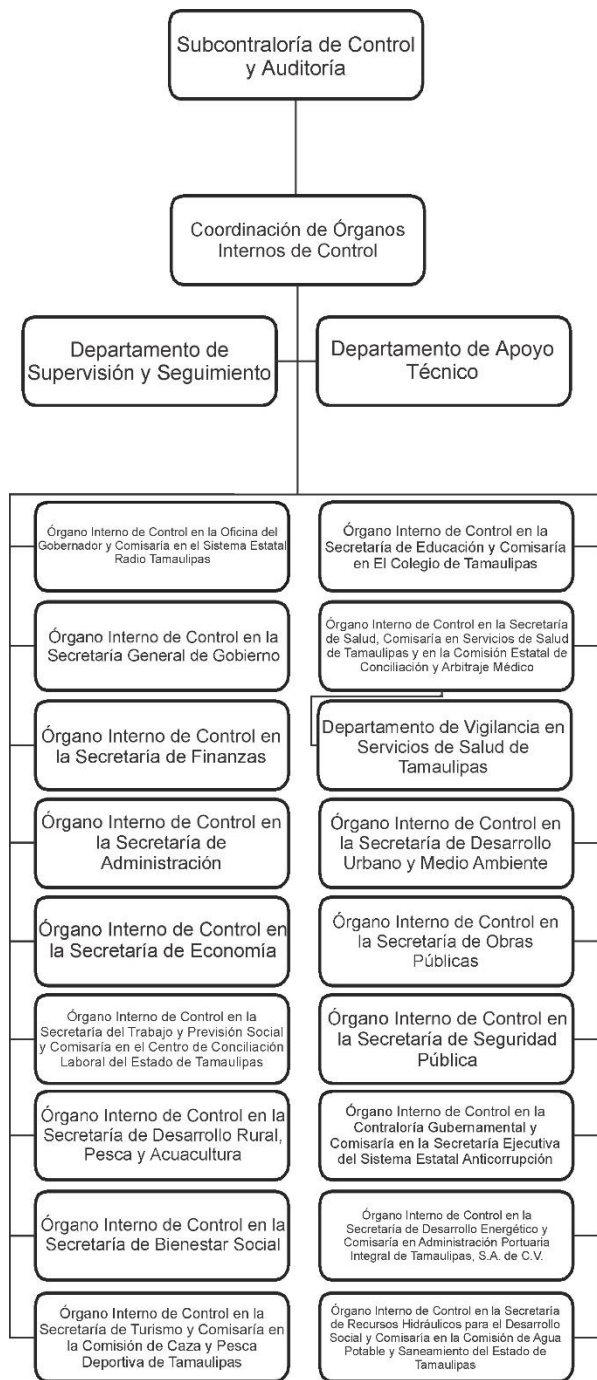 Subcontraloría de Control
y Auditoría
Coordinación de Órganos
Internos de Control
Departamento de
Supervisión y Seguimiento
Departamento de Apoyo
Técnico
Órgano Interno de Control en la Oficina del
Gobernador y Comisaría en el Sistema Estatal
Radio Tamaulipas
Órgano Interno de Control en la
Secretaría de Educación y Comisaría
en El Colegio de Tamaulipas
Órgano Interno de Control en la
Secretaría General de Gobierno
Órgano Interno de Control en la Secretaría
de Salud, Comisaría en Servicios de Salud
de Tamaulipas y en la Comisión Estatal de
Conciliación y Arbitraje Médico
Órgano Interno de Control en
la Secretaría de Finanzas
Departamento de Vigilancia en
Servicios de Salud de
Tamaulipas
Órgano Interno de Control en
la Secretaría de
Administración
Órgano Interno de Control en
la Secretaría de Desarrollo
Urbano y Medio Ambiente
Órgano Interno de Control en
la Secretaría de Economía
Órgano Interno de Control en
la Secretaría de Obras
Públicas
Órgano Interno de Control en la
Secretaría del Trabajo y Previsión Social
y Comisaría en el Centro de Conciliación
Laboral del Estado de Tamaulipas
Órgano Interno de Control en
la Secretaría de Seguridad
Pública
Órgano Interno de Control en la
Secretaría de Desarrollo Rural,
Pesca y Acuacultura
Órgano Interno de Control en la
Contraloría Gubernamental y
Comisaría en la Secretaría Ejecutiva
del Sistema Estatal Anticorrupción
Órgano Interno de Control en la
Secretaría de Bienestar Social
Órgano Interno de Control en la
Secretaría de Desarrollo Energético y
Comisaría en Administración Portuaria
Integral de Tamaulipas, S.A. de C.V.
Órgano Interno de Control en la
Secretaría de Turismo y Comisaría en
la Comisión de Caza y Pesca
Deportiva de Tamaulipas
Órgano Interno de Control en la Secretaría
de Recursos Hidráulicos para el Desarrollo
Social y Comisaría en la Comisión de Agua
Potable y Saneamiento del Estado de
Tamaulipas